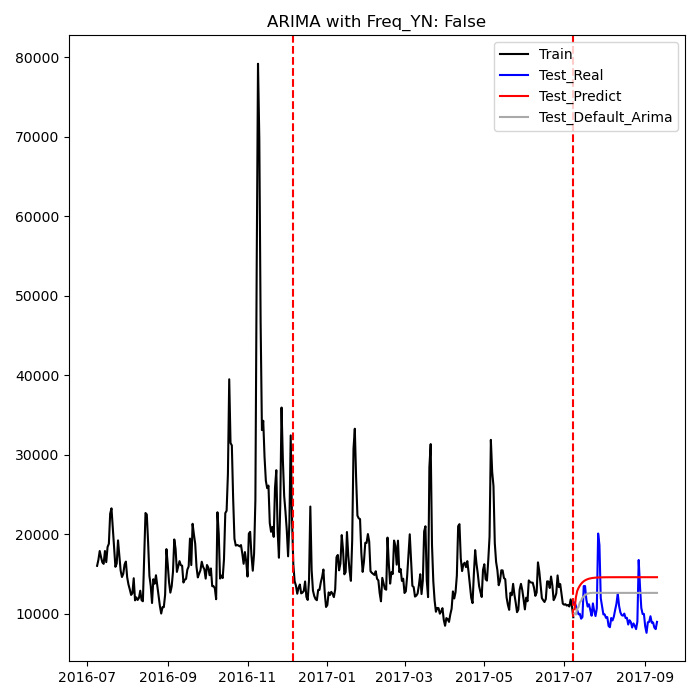 ARIMA with Freq_YN: False
Train
Test_Real
Test_Predict
Test_Default_Arima
80000
70000
60000
50000
40000
30000
20000
10000
2016-07 2016-09 2016-11 2017-01 2017-03 2017-05 2017-07 2017-09